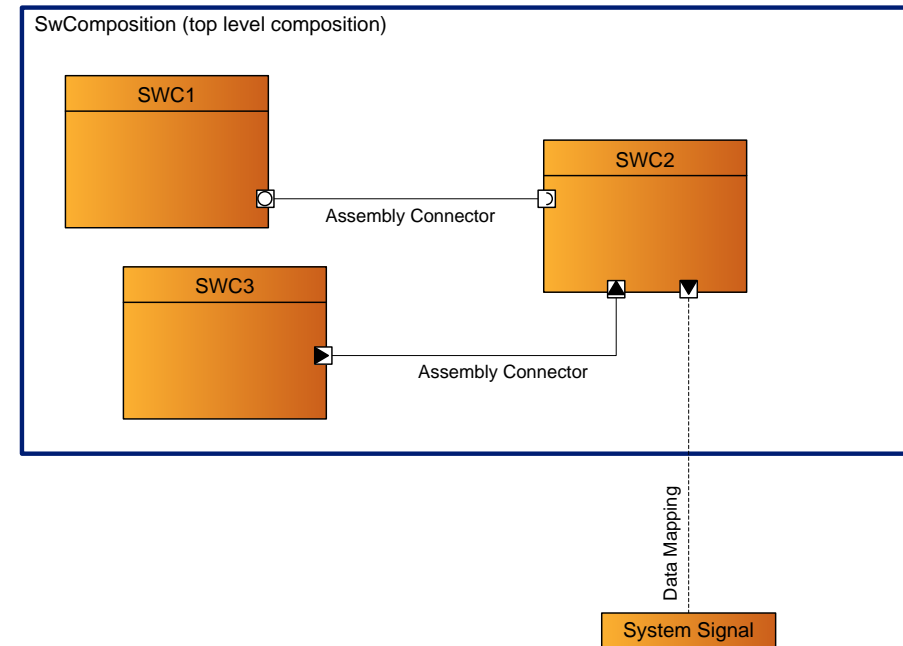 SwComposition (top level composition)
SWC1
SWC2
Assembly Connector
SWC3
Assembly Connector
Data Mapping
System Signal